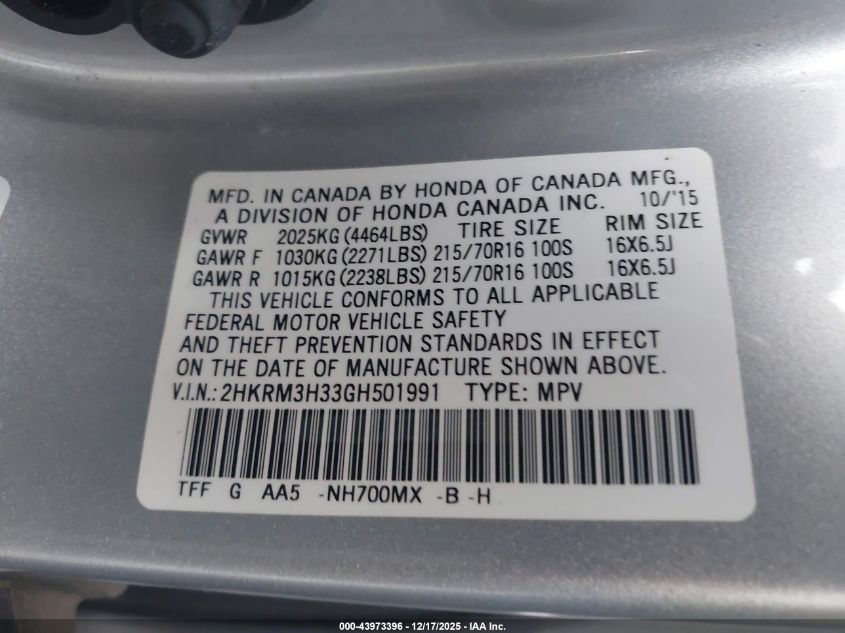 MFD. IN CANADA BY HONDA OF CANADA MFG.,
A DIVISION OF HONDA CANADA INC. 10/'15
GVWR 2025KG (4464LBS) TIRE SIZE RIM SIZE
GAWR F 1030KG (2271LBS) 215/70R16 100S 16X6.5J
GAWR R 1015KG (2238LBS) 215/70R16 100S 16X6.5J
THIS VEHICLE CONFORMS TO ALL APPLICABLE
FEDERAL MOTOR VEHICLE SAFETY
AND THEFT PREVENTION STANDARDS IN EFFECT
ON THE DATE OF MANUFACTURE SHOWN ABOVE.
V.I.N.: 2HKRM3H33GH501991 TYPE: MPV
TFF G AA5 -NH700MX -B -H
000-43973396 - 12/17/2025 - IAA Inc.